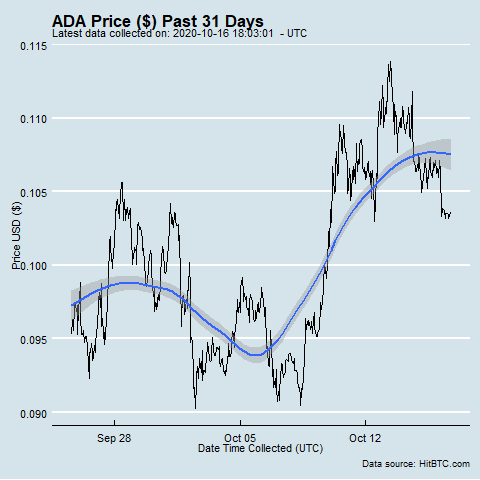 ADA Price ($) Past 31 Days
Latest data collected on: 2020-10-16 18:03:01 - UTC
0.115
0.110
0.105
0.100
0.095
0.090
Price USD ($)
Sep 28
Oct 05
Oct 12
Date Time Collected (UTC)
Data source: HitBTC.com